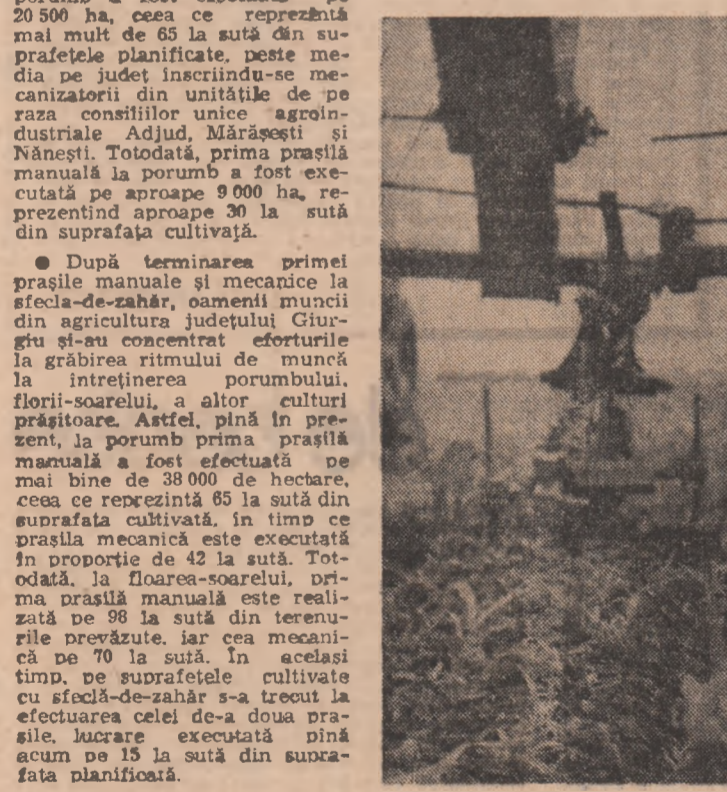 20 500 ha, ceea ce reprezintă
mai mult de 65 la sută din su-
prafețele planificate, peste me-
dia pe județ înscriindu-se me-
canizatorii din unitățile de pe
raza consiliilor unice agroin-
dustriale Adjud, Mărășești și
Nănești. Totodată, prima prașilă
manuală la porumb a fost exe-
cutată pe aproape 9 000 ha, re-
prezentind aproape 30 la sută
din suprafața cultivată.
● După terminarea primei
prașile manuale și mecanice la
sfecla-de-zahăr, oamenii muncii
din agricultura județului Giur-
giu și-au concentrat eforturile
la grăbirea ritmului de muncă
la întreținerea porumbului,
florii-soarelui, a altor culturi
prășitoare. Astfel, pînă în pre-
zent, la porumb prima prașilă
manuală a fost efectuată pe
mai bine de 38 000 de hectare,
ceea ce reprezintă 65 la sută din
suprafața cultivată, în timp ce
prașila mecanică este executată
în proporție de 42 la sută. Tot-
odată, la floarea-soarelui, pri-
ma prașilă manuală este reali-
zată pe 98 la sută din terenu-
rile prevăzute, iar cea mecani-
că pe 70 la sută. În același
timp, pe suprafețele cultivate
cu sfeclă-de-zahăr s-a trecut la
efectuarea celei de-a doua pra-
șile, lucrare executată pînă
acum pe 15 la sută din supra-
fața planificată.